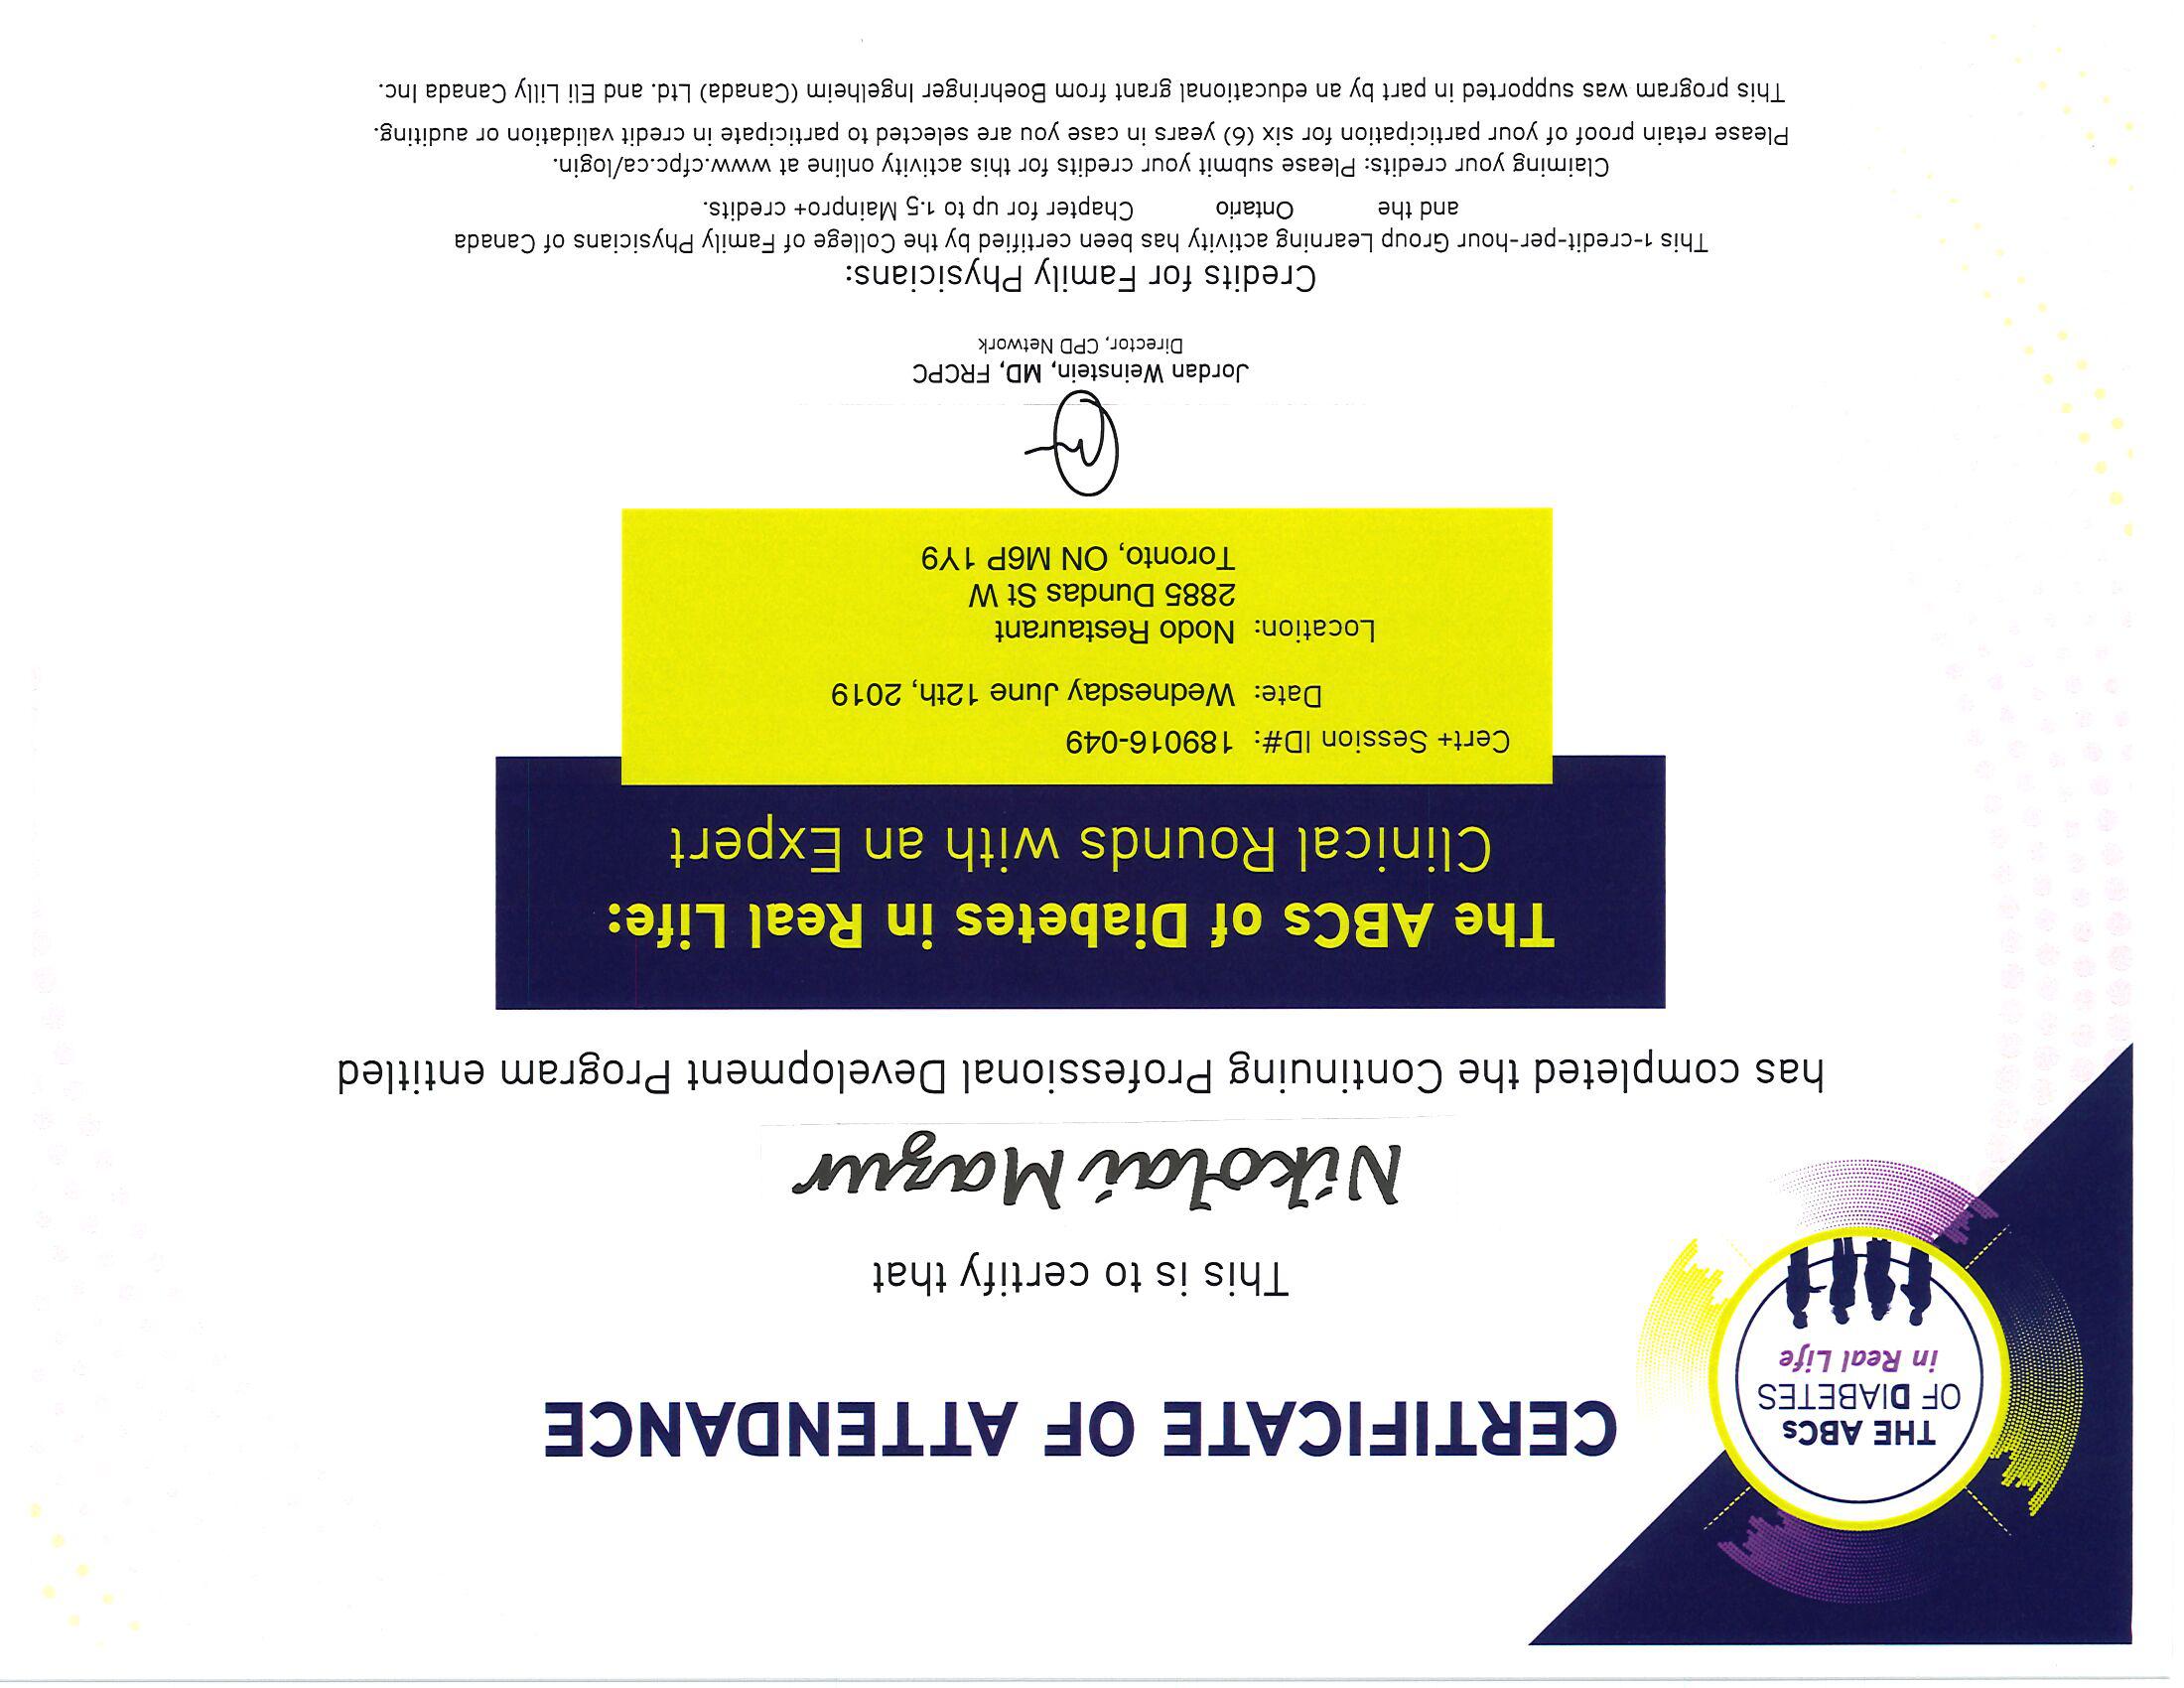 THE ABCs
OF DIABETES
in Real Life
CERTIFICATE OF ATTENDANCE
This is to certify that
Nikolai Mazur
has completed the Continuing Professional Development Program entitled
The ABCs of Diabetes in Real Life:
Clinical Rounds with an Expert
Cert+ Session ID#: 189016-049
Date: Wednesday June 12th, 2019
Location: Nodo Restaurant
2885 Dundas St W
Toronto, ON M6P 1Y9
Jordan Weinstein, MD, FRCPC
Director, CPD Network
Credits for Family Physicians:
This 1-credit-per-hour Group Learning activity has been certified by the College of Family Physicians of Canada
and the Ontario Chapter for up to 1.5 Mainpro+ credits.
Claiming your credits: Please submit your credits for this activity online at www.cfpc.ca/login.
Please retain proof of your participation for six (6) years in case you are selected to participate in credit validation or auditing.
This program was supported in part by an educational grant from Boehringer Ingelheim (Canada) Ltd. and Eli Lilly Canada Inc.